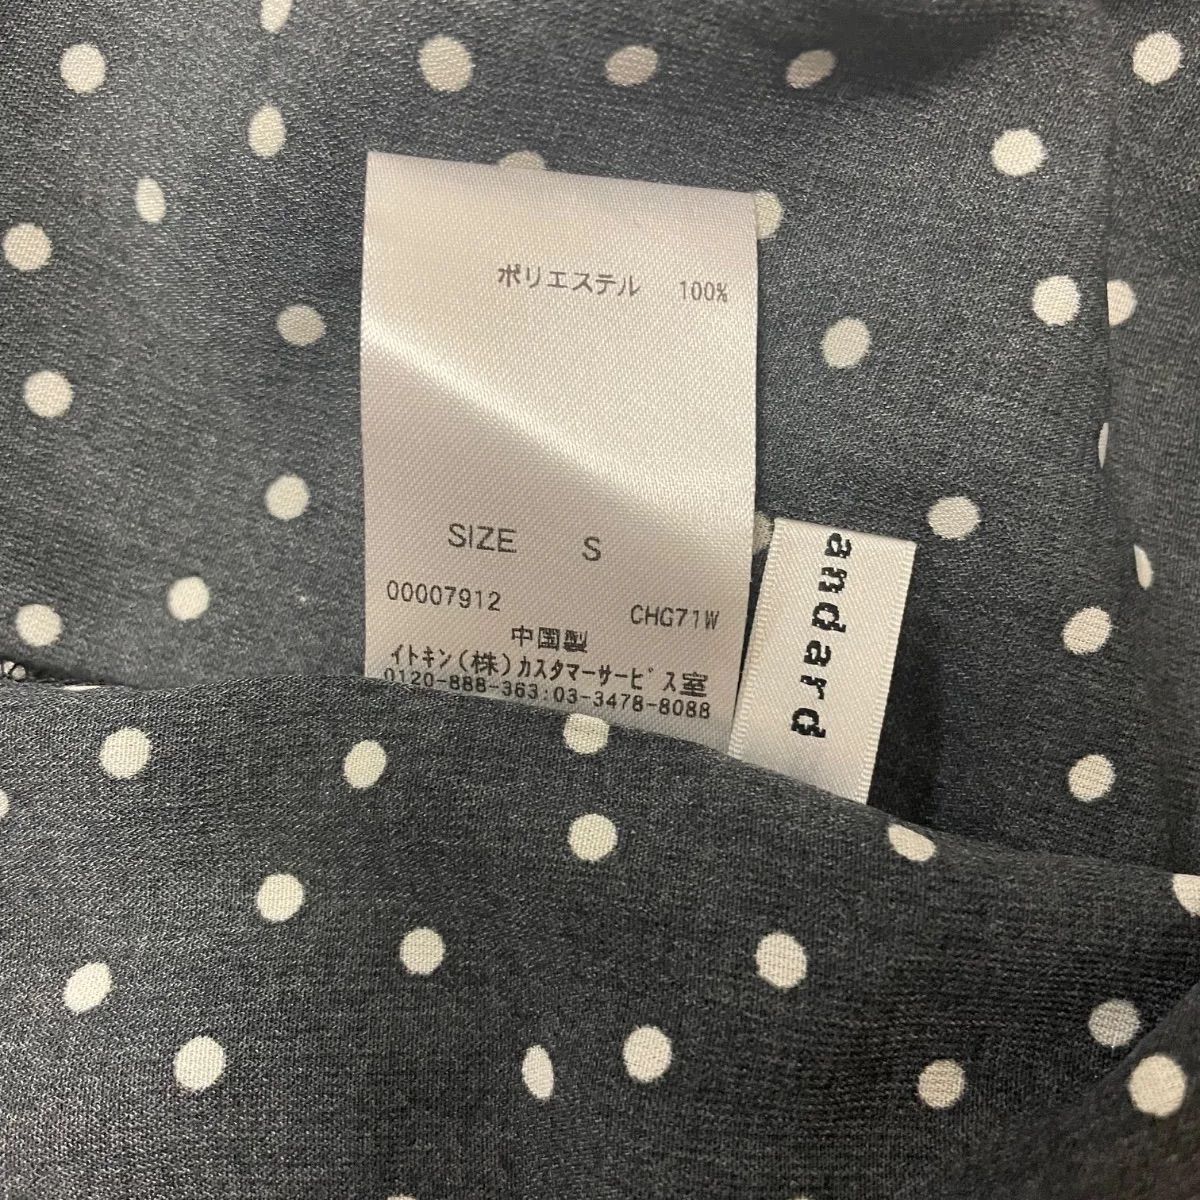 ポリエステル 100%
SIZE S
00007912 CHG71W
中国製
イトキン(株)カスタマーサービス室
0120-888-363:03-3478-8088
andard